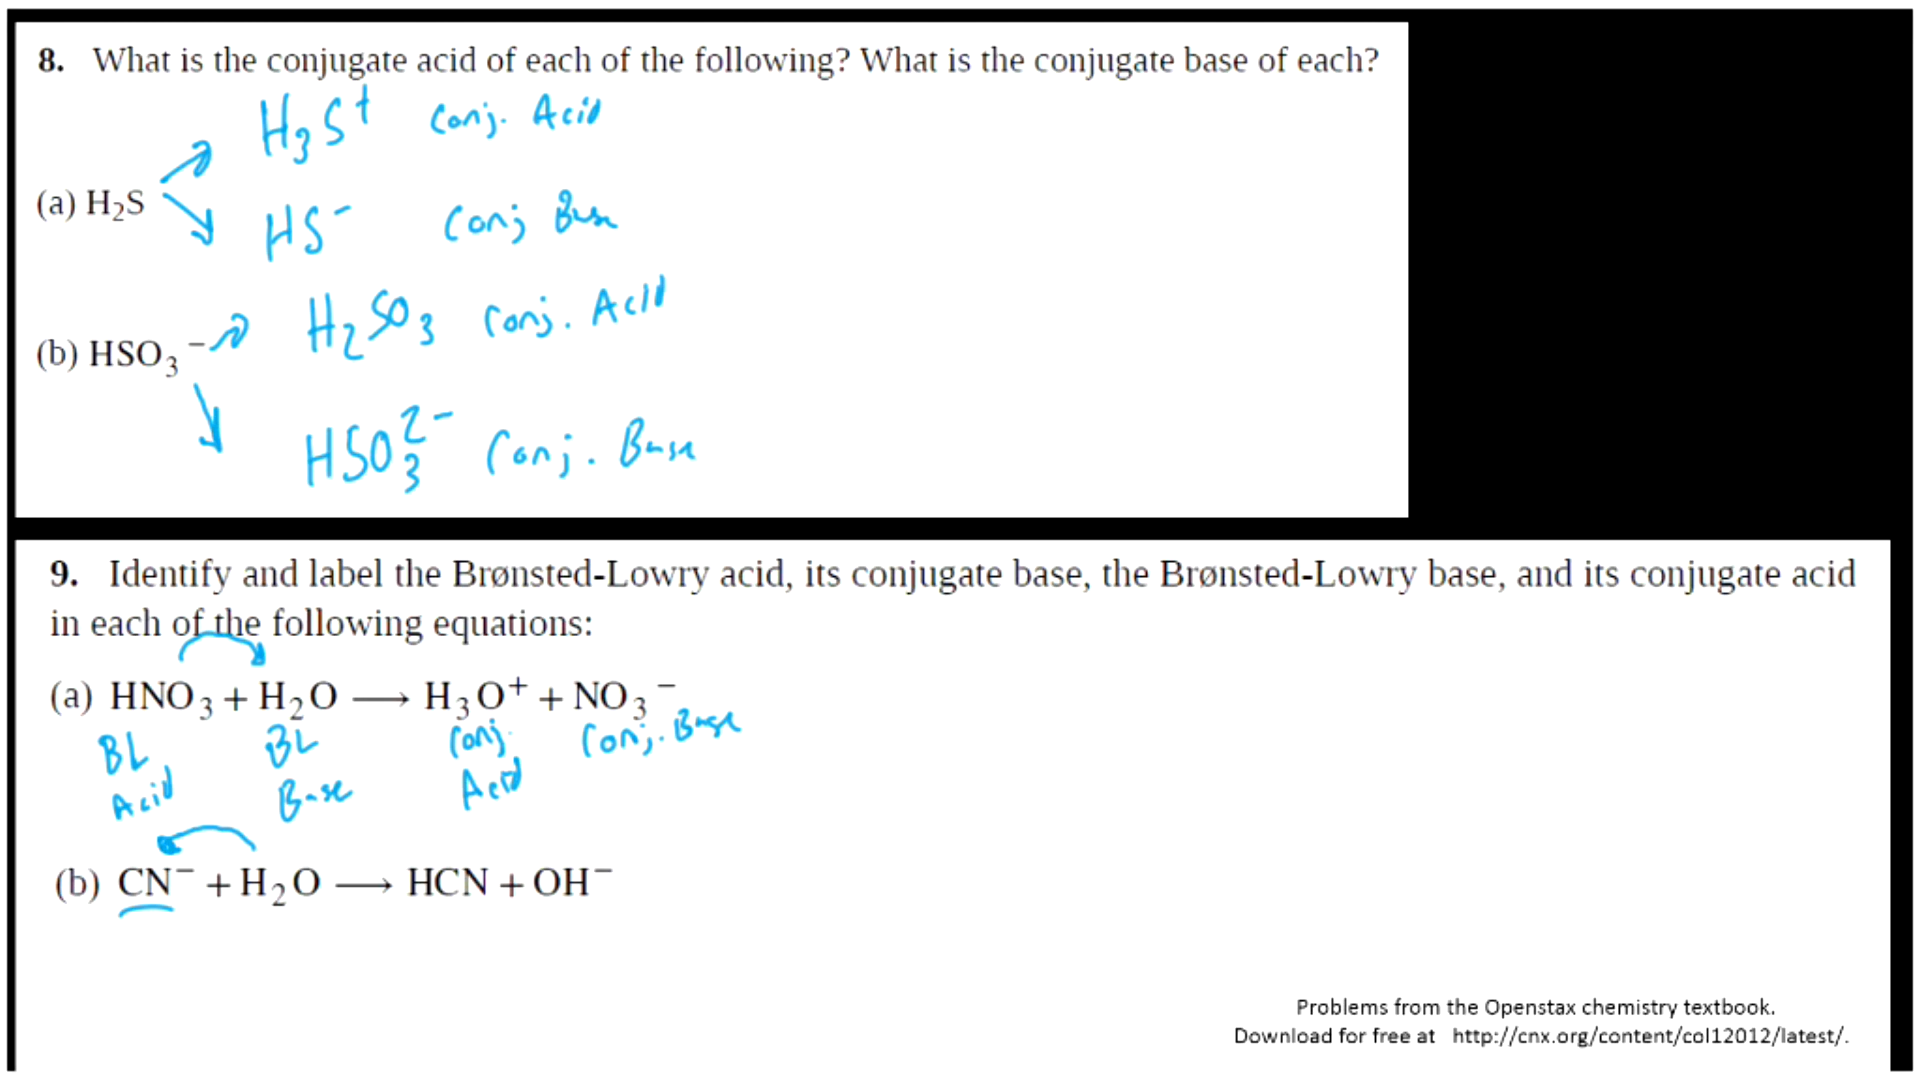 8. What is the conjugate acid of each of the following? What is the conjugate base of each?
H₃S⁺ Conj. Acid
(a) H₂S
HS⁻ Conj Base
H₂SO₃ Conj. Acid
(b) HSO₃⁻
HSO₃²⁻ Conj. Base
9. Identify and label the Brønsted-Lowry acid, its conjugate base, the Brønsted-Lowry base, and its conjugate acid
in each of the following equations:
(a) HNO₃ + H₂O ⟶ H₃O⁺ + NO₃⁻
BL BL Conj. Conj. Base
Acid Base Acid
(b) CN⁻ + H₂O ⟶ HCN + OH⁻
Problems from the Openstax chemistry textbook.
Download for free at http://cnx.org/content/col12012/latest/.